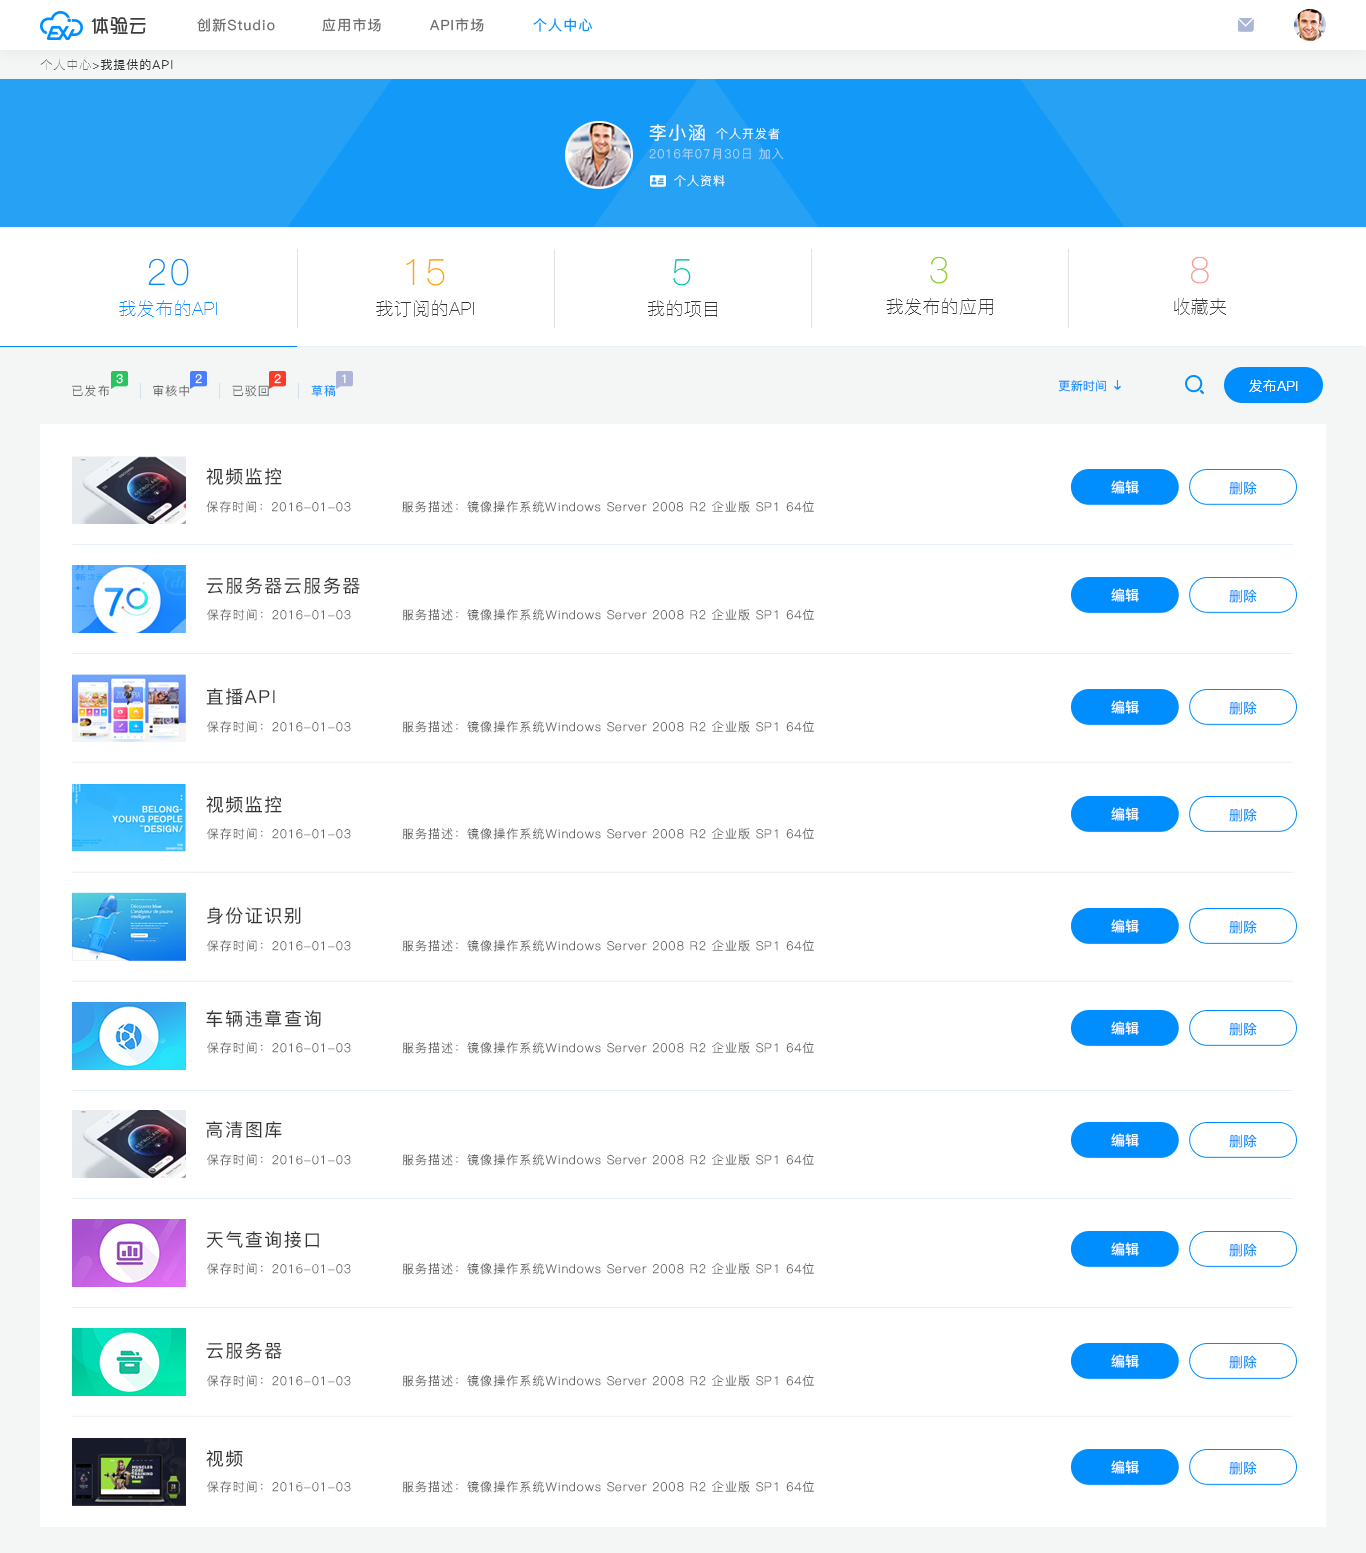 EXP 体验云 创新Studio 应用市场 API市场 个人中心
个人中心>我提供的API
李小涵 个人开发者
2016年07月30日 加入
个人资料
20 15 5 3 8
我发布的API 我订阅的API 我的项目 我发布的应用 收藏夹
已发布 3 审核中 2 已驳回 2 草稿 1 更新时间 ↓ 发布API
视频监控
保存时间：2016-01-03 服务描述：镜像操作系统Windows Server 2008 R2 企业版 SP1 64位
编辑 删除
7.0
云服务器云服务器
保存时间：2016-01-03 服务描述：镜像操作系统Windows Server 2008 R2 企业版 SP1 64位
编辑 删除
直播API
保存时间：2016-01-03 服务描述：镜像操作系统Windows Server 2008 R2 企业版 SP1 64位
编辑 删除
BELONG-
YOUNG PEOPLE
"DESIGN/
视频监控
保存时间：2016-01-03 服务描述：镜像操作系统Windows Server 2008 R2 企业版 SP1 64位
编辑 删除
身份证识别
保存时间：2016-01-03 服务描述：镜像操作系统Windows Server 2008 R2 企业版 SP1 64位
编辑 删除
车辆违章查询
保存时间：2016-01-03 服务描述：镜像操作系统Windows Server 2008 R2 企业版 SP1 64位
编辑 删除
高清图库
保存时间：2016-01-03 服务描述：镜像操作系统Windows Server 2008 R2 企业版 SP1 64位
编辑 删除
天气查询接口
保存时间：2016-01-03 服务描述：镜像操作系统Windows Server 2008 R2 企业版 SP1 64位
编辑 删除
云服务器
保存时间：2016-01-03 服务描述：镜像操作系统Windows Server 2008 R2 企业版 SP1 64位
编辑 删除
MUSCLES
CORE
TRAINING
PLAN
视频
保存时间：2016-01-03 服务描述：镜像操作系统Windows Server 2008 R2 企业版 SP1 64位
编辑 删除